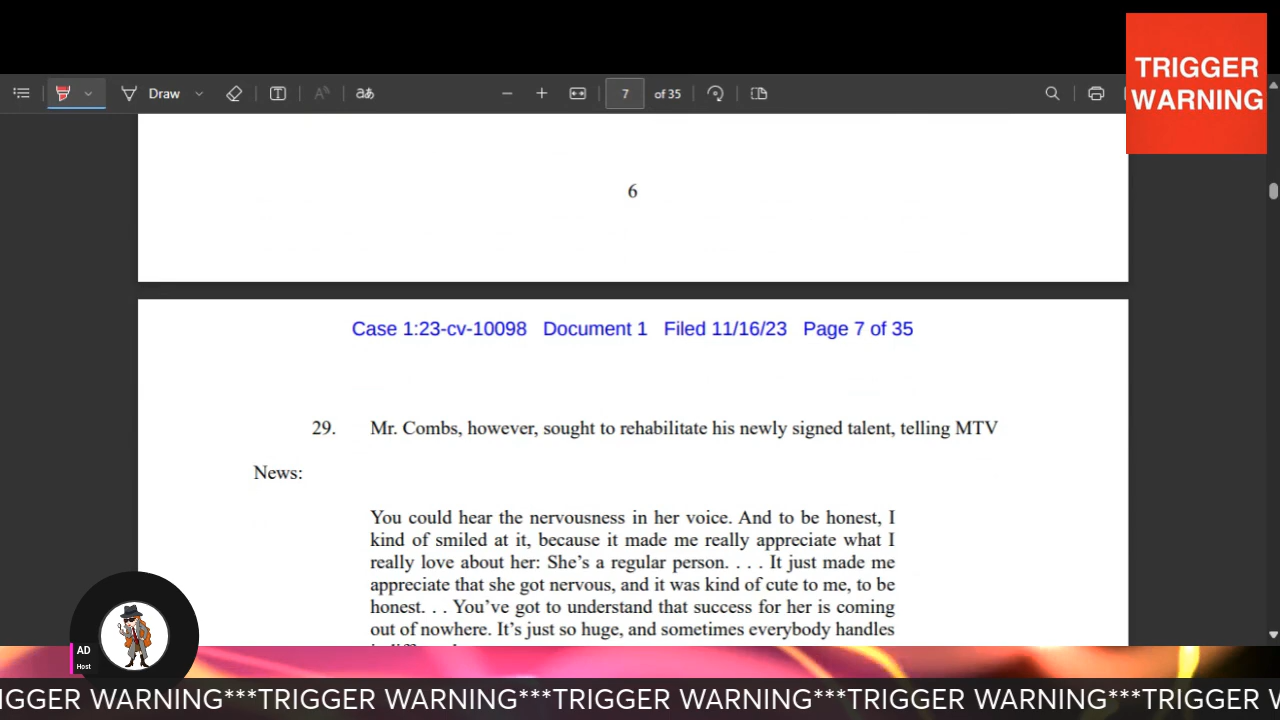 TRIGGER
WARNING
Draw
aあ
7 of 35
6
Case 1:23-cv-10098 Document 1 Filed 11/16/23 Page 7 of 35
29. Mr. Combs, however, sought to rehabilitate his newly signed talent, telling MTV
News:
You could hear the nervousness in her voice. And to be honest, I
kind of smiled at it, because it made me really appreciate what I
really love about her: She’s a regular person. . . . It just made me
appreciate that she got nervous, and it was kind of cute to me, to be
honest. . . You’ve got to understand that success for her is coming
out of nowhere. It’s just so huge, and sometimes everybody handles
AD
Host
IGGER WARNING***TRIGGER WARNING***TRIGGER WARNING***TRIGGER WARNING***TRIGGER W